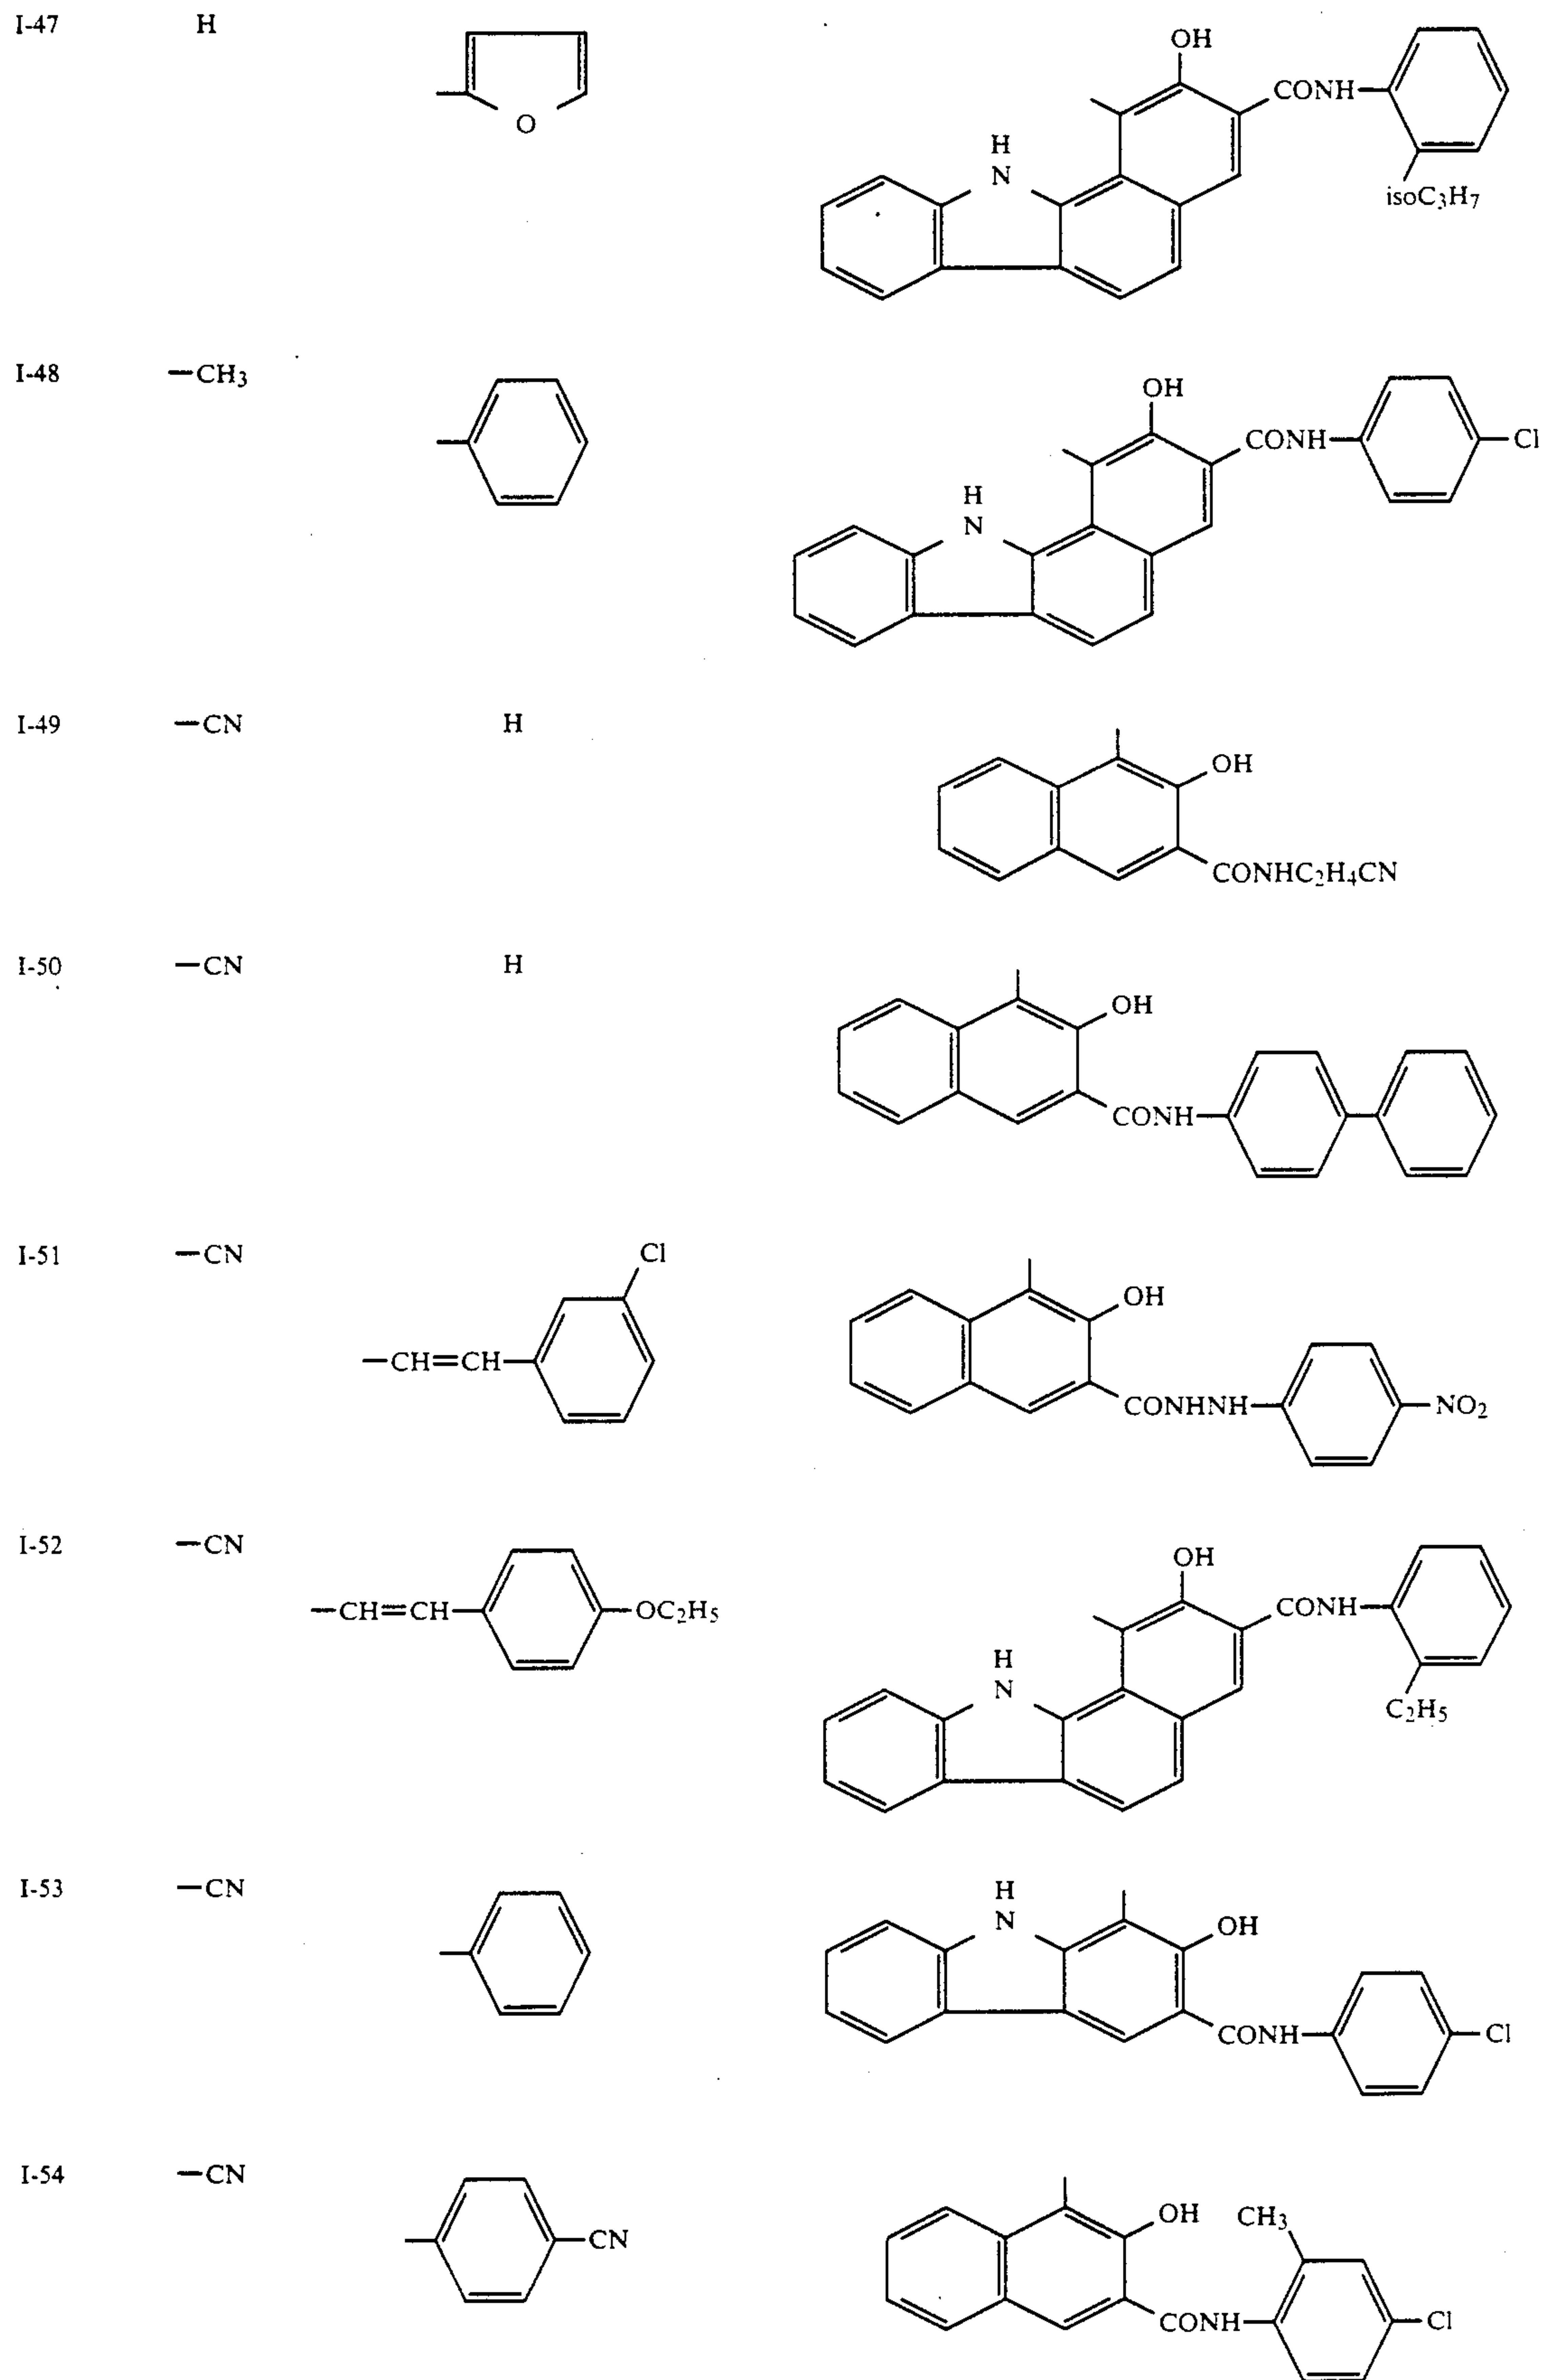 I-47 H
O
OH
CONH
H
N
isoC3H7
I-48 —CH3
OH
CONH Cl
H
N
I-49 —CN H
OH
CONHC2H4CN
I-50 —CN H
OH
CONH
I-51 —CN Cl
—CH=CH
OH
CONHNH NO2
I-52 —CN
—CH=CH OC2H5
OH
CONH
H
N
C2H5
I-53 —CN
H
N
OH
CONH Cl
I-54 —CN
CN
OH CH3
CONH Cl